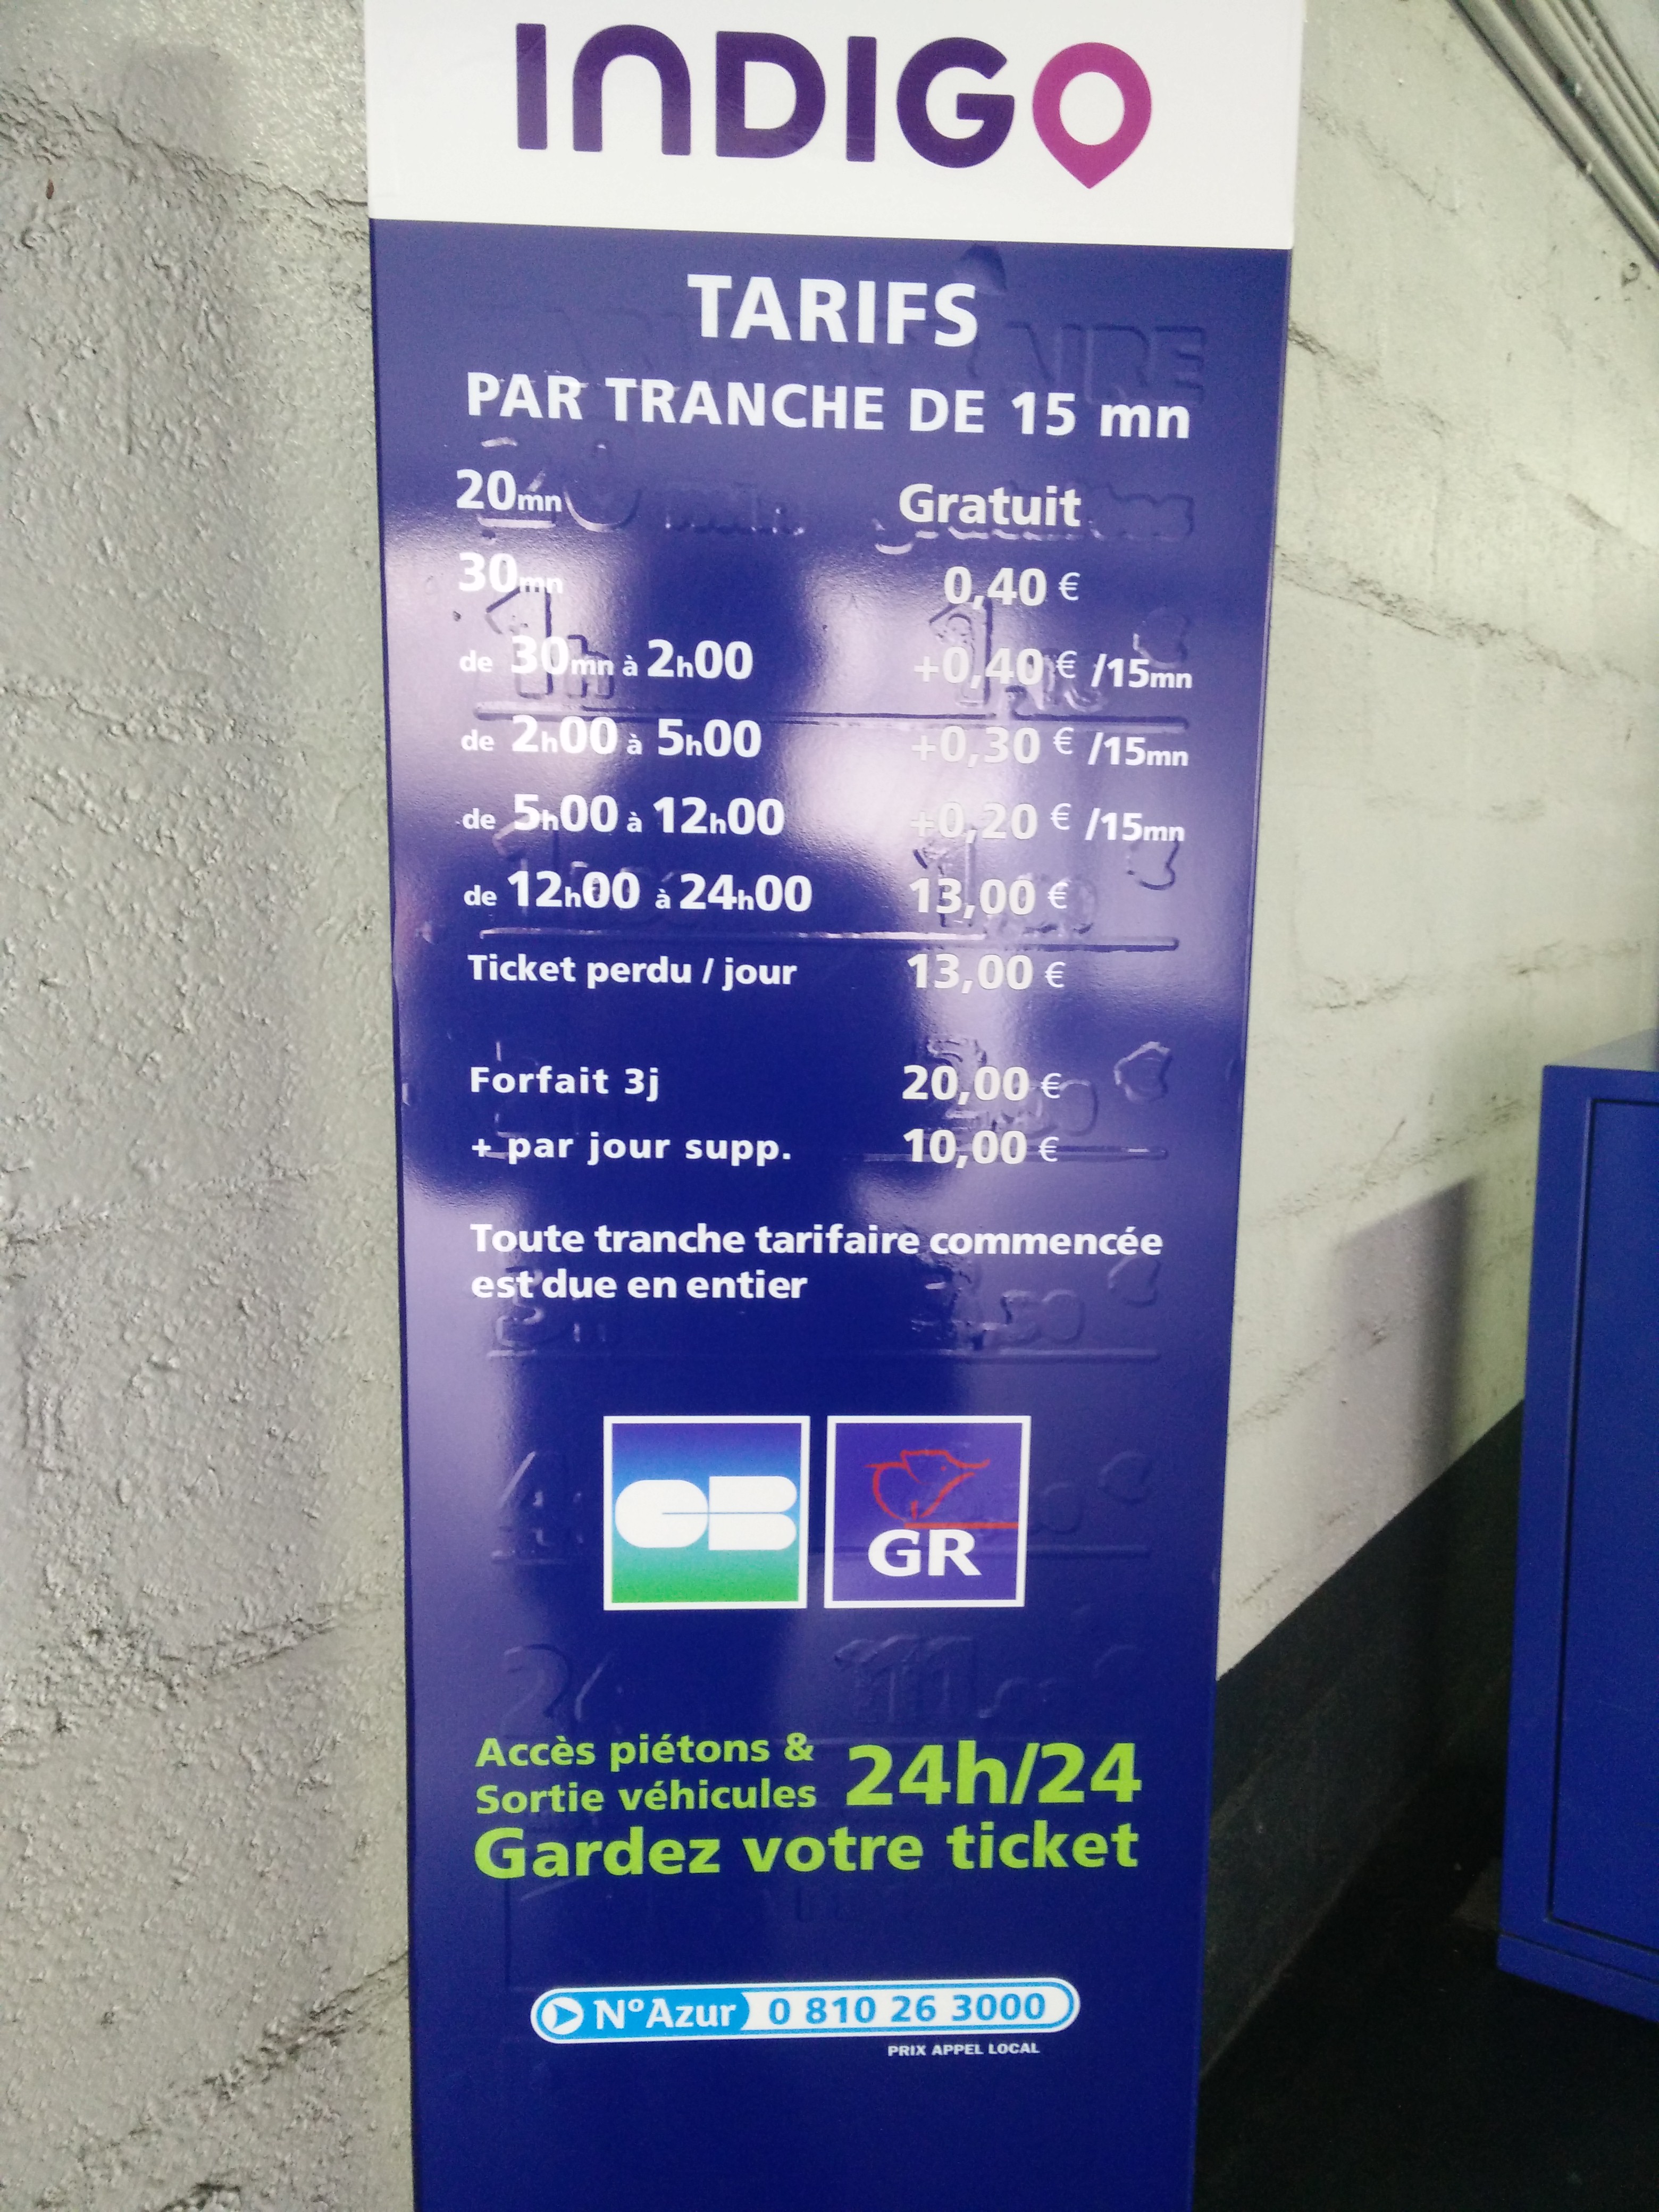 INDIGO
TARIFS
PAR TRANCHE DE 15 mn
20mn Gratuit
30mn 0,40 €
de 30mn à 2h00 +0,40 € /15mn
de 2h00 à 5h00 +0,30 € /15mn
de 5h00 à 12h00 +0,20 € /15mn
de 12h00 à 24h00 13,00 €
Ticket perdu / jour 13,00 €
Forfait 3j 20,00 €
+ par jour supp. 10,00 €
Toute tranche tarifaire commencée
est due en entier
CB GR
Accès piétons &
Sortie véhicules 24h/24
Gardez votre ticket
N°Azur 0 810 26 3000
PRIX APPEL LOCAL